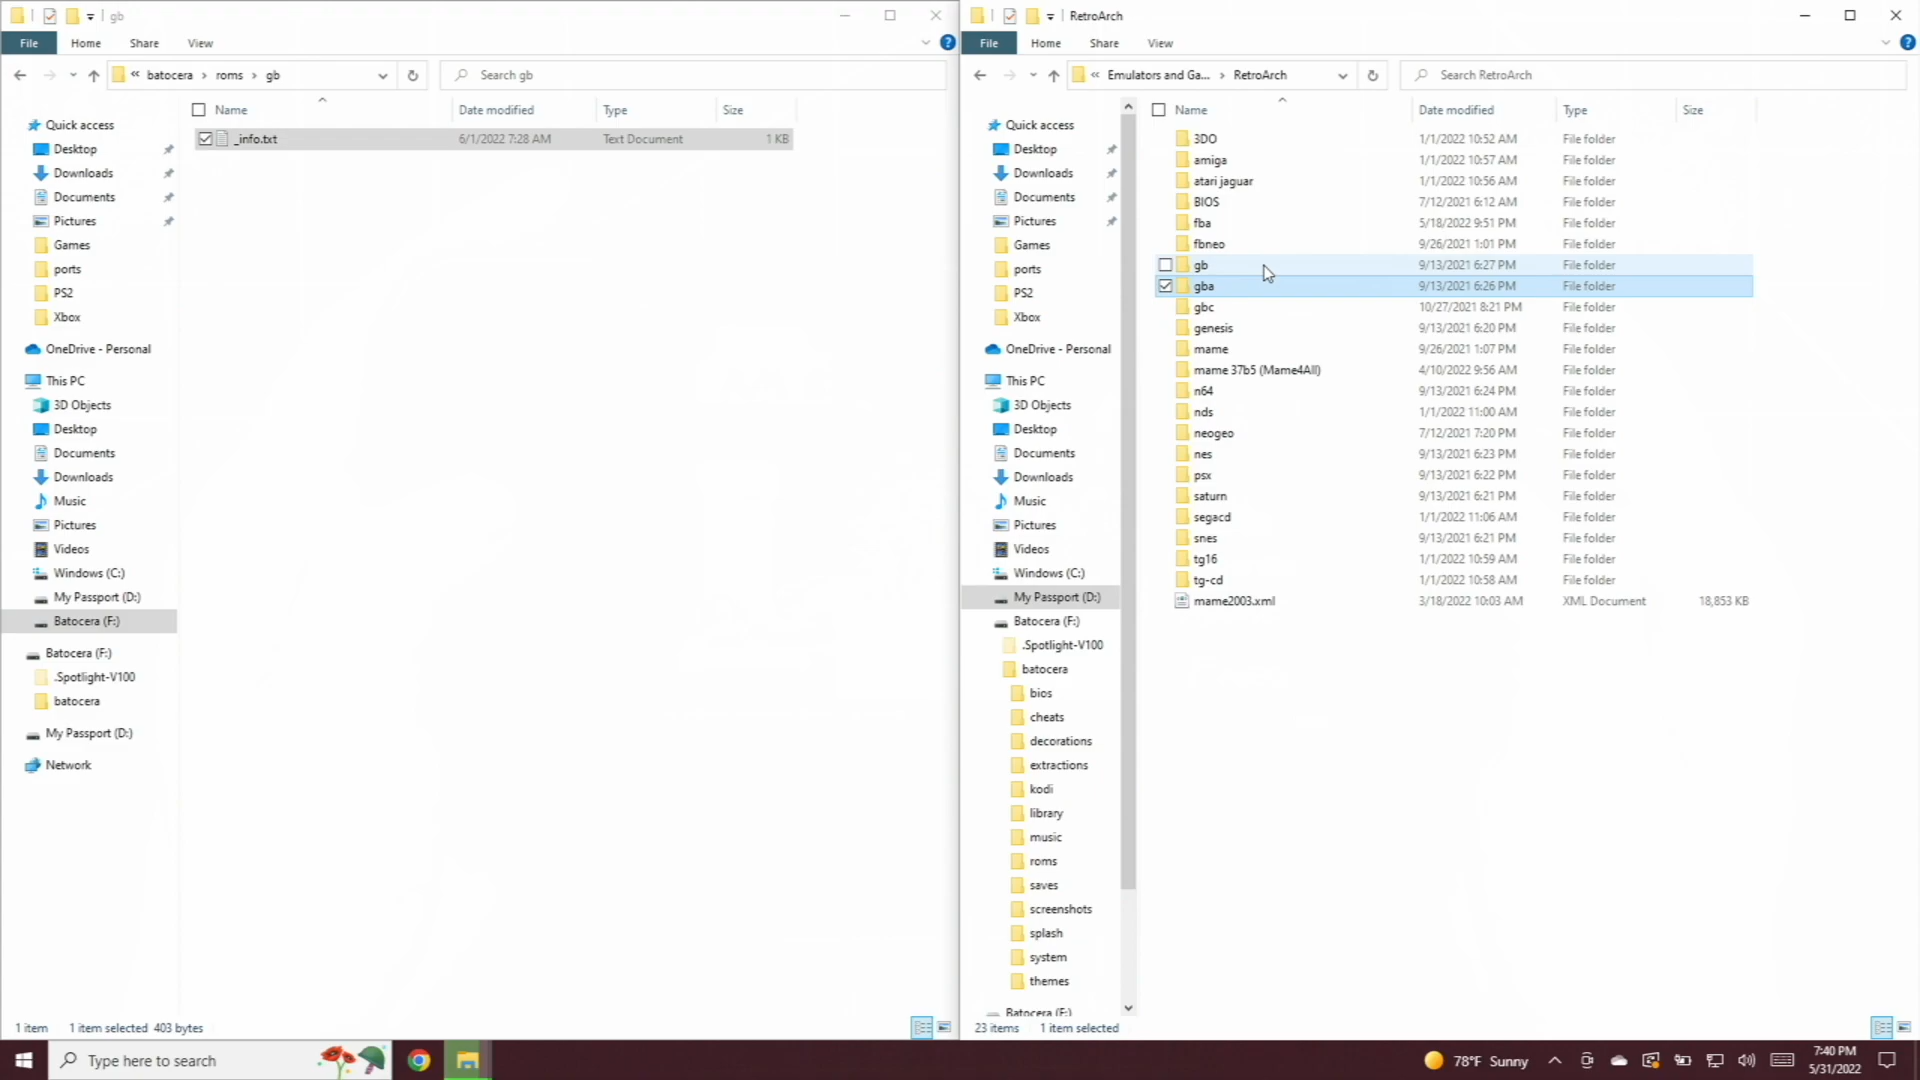 gb
File Home Share View
« batocera › roms › gb
Search gb
Name Date modified Type Size
_info.txt 6/1/2022 7:28 AM Text Document 1 KB
Quick access
Desktop
Downloads
Documents
Pictures
Games
ports
PS2
Xbox
OneDrive - Personal
This PC
3D Objects
Desktop
Documents
Downloads
Music
Pictures
Videos
Windows (C:)
My Passport (D:)
Batocera (F:)
Batocera (F:)
.Spotlight-V100
batocera
My Passport (D:)
Network
1 item 1 item selected 403 bytes
RetroArch
File Home Share View
« Emulators and Ga... › RetroArch
Search RetroArch
Quick access
Desktop
Downloads
Documents
Pictures
Games
ports
PS2
Xbox
OneDrive - Personal
This PC
3D Objects
Desktop
Documents
Downloads
Music
Pictures
Videos
Windows (C:)
My Passport (D:)
Batocera (F:)
.Spotlight-V100
batocera
bios
cheats
decorations
extractions
kodi
library
music
roms
saves
screenshots
splash
system
themes
Batocera (F:)
Name Date modified Type Size
3DO 1/1/2022 10:52 AM File folder
amiga 1/1/2022 10:57 AM File folder
atari jaguar 1/1/2022 10:56 AM File folder
BIOS 7/12/2021 6:12 AM File folder
fba 5/18/2022 9:51 PM File folder
fbneo 9/26/2021 1:01 PM File folder
gb 9/13/2021 6:27 PM File folder
gba 9/13/2021 6:26 PM File folder
gbc 10/27/2021 8:21 PM File folder
genesis 9/13/2021 6:20 PM File folder
mame 9/26/2021 1:07 PM File folder
mame 37b5 (Mame4All) 4/10/2022 9:56 AM File folder
n64 9/13/2021 6:24 PM File folder
nds 1/1/2022 11:00 AM File folder
neogeo 7/12/2021 7:20 PM File folder
nes 9/13/2021 6:23 PM File folder
psx 9/13/2021 6:22 PM File folder
saturn 9/13/2021 6:21 PM File folder
segacd 1/1/2022 11:06 AM File folder
snes 9/13/2021 6:21 PM File folder
tg16 1/1/2022 10:59 AM File folder
tg-cd 1/1/2022 10:58 AM File folder
mame2003.xml 3/18/2022 10:03 AM XML Document 18,853 KB
23 items 1 item selected
Type here to search
78°F Sunny
7:40 PM
5/31/2022